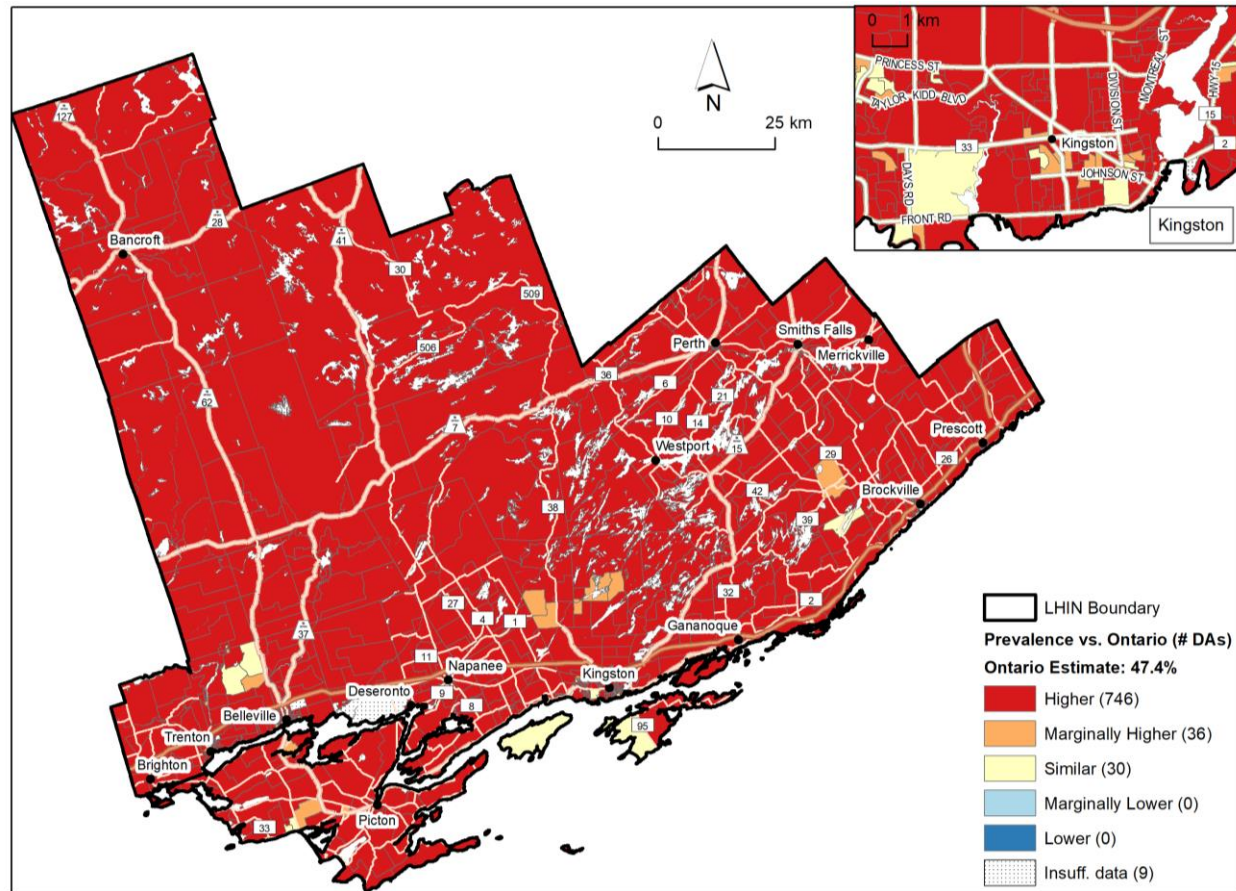 0 1 km
PRINCESS ST
TAYLOR KIDD BLVD
DIVISION ST
MONTREAL ST
HWY 15
15
33
2
Kingston
DAYS RD
JOHNSON ST
FRONT RD
Kingston
N
0 25 km
127
28
Bancroft
41
30
509
506
62
Perth
Smiths Falls
Merrickville
36
6
21
10
14
7
Westport
15
Prescott
29
26
42
Brockville
38
39
27
4
1
32
2
37
Gananoque
11
Napanee
Kingston
Deseronto
9
8
Belleville
95
Trenton
Brighton
33
Picton
LHIN Boundary
Prevalence vs. Ontario (# DAs)
Ontario Estimate: 47.4%
Higher (746)
Marginally Higher (36)
Similar (30)
Marginally Lower (0)
Lower (0)
Insuff. data (9)